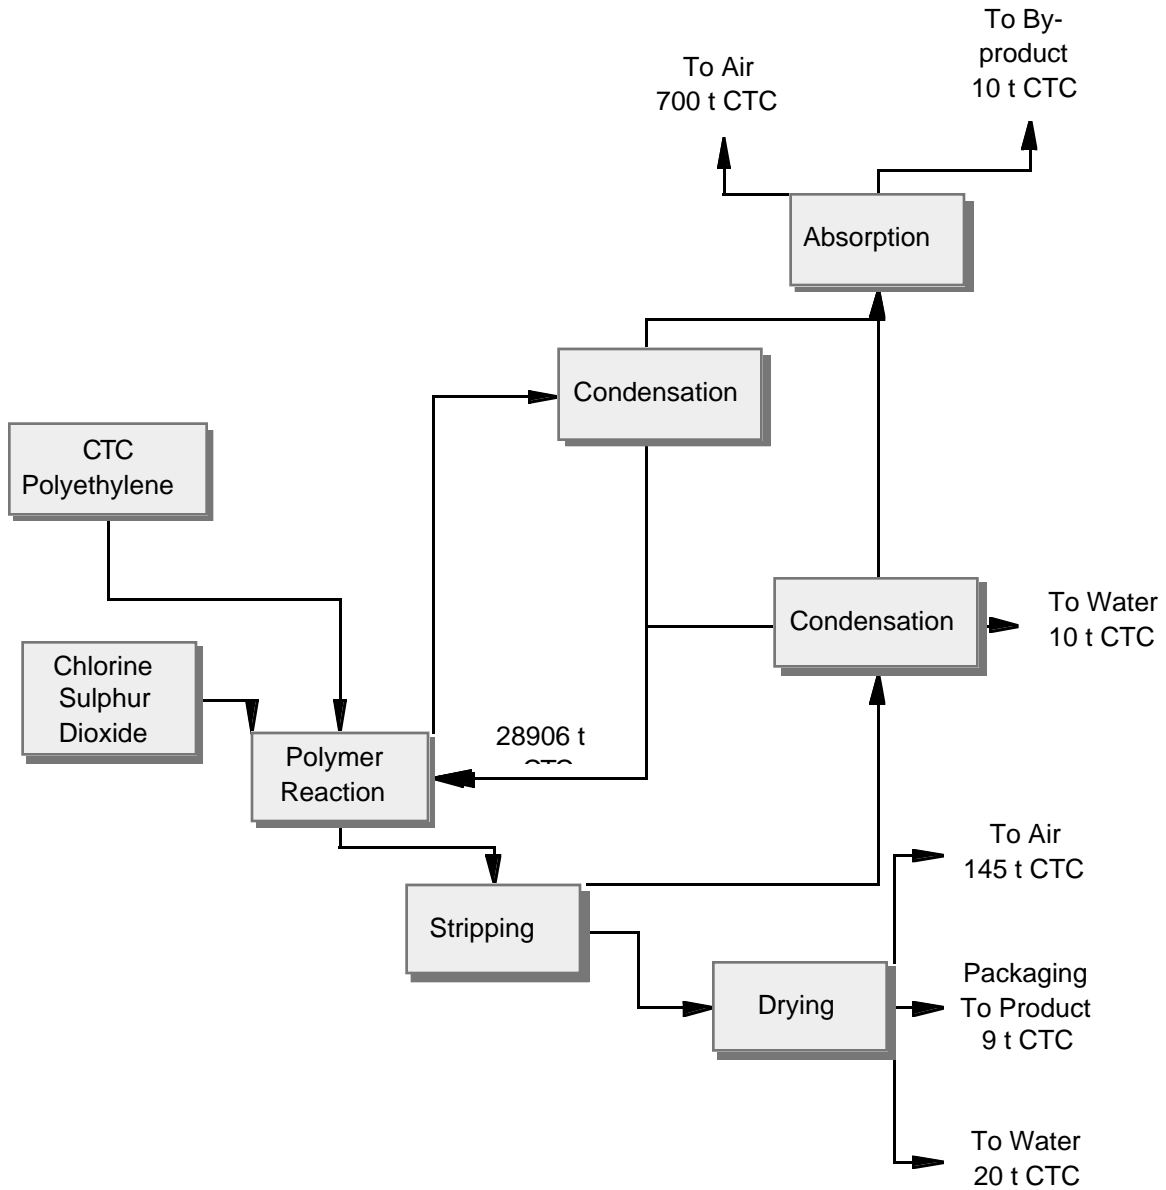 To By-
product
10 t CTC
To Air
700 t CTC
Absorption
Condensation
CTC
Polyethylene
Condensation
To Water
10 t CTC
Chlorine
Sulphur
Dioxide
28906 t
Polymer
Reaction
To Air
145 t CTC
Stripping
Packaging
To Product
9 t CTC
Drying
To Water
20 t CTC